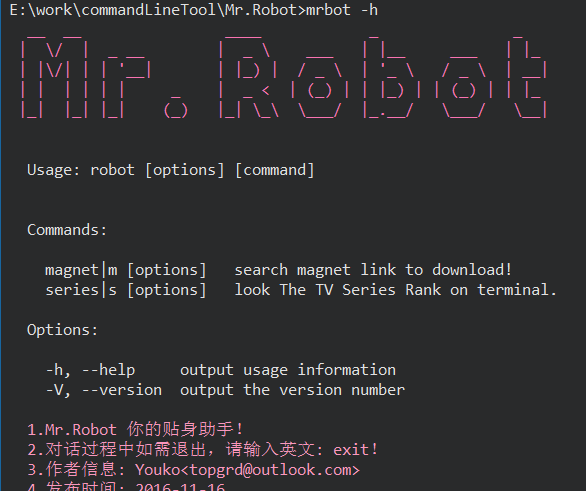 E:\work\commandLineTool\Mr.Robot>mrbot -h
Mr. Robot
Usage: robot [options] [command]
Commands:
magnet|m [options]   search magnet link to download!
series|s [options]   look The TV Series Rank on terminal.
Options:
-h, --help     output usage information
-V, --version  output the version number
1.Mr.Robot 你的贴身助手!
2.对话过程中如需退出，请输入英文: exit!
3.作者信息: Youko<topgrd@outlook.com>
4.发布时间: 2016-11-16